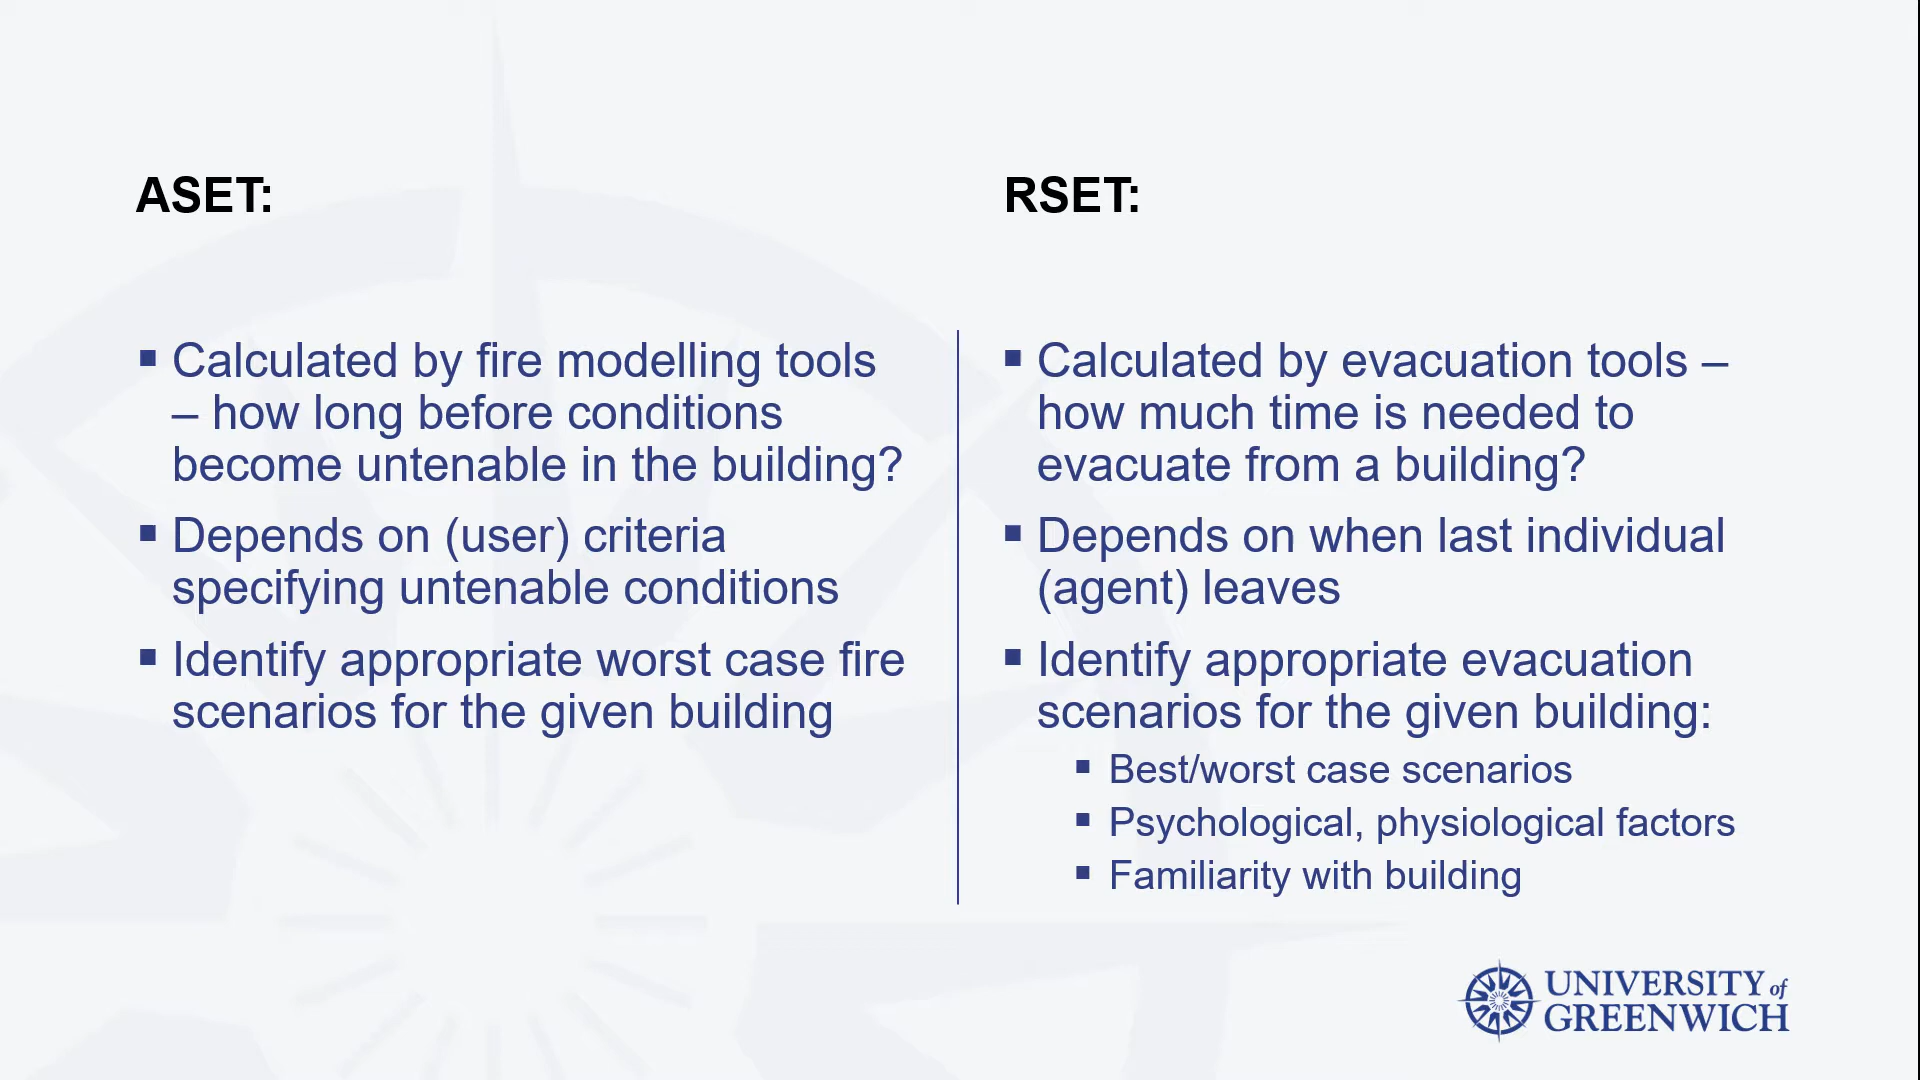 ASET:
▪ Calculated by fire modelling tools
– how long before conditions
become untenable in the building?
▪ Depends on (user) criteria
specifying untenable conditions
▪ Identify appropriate worst case fire
scenarios for the given building
RSET:
▪ Calculated by evacuation tools –
how much time is needed to
evacuate from a building?
▪ Depends on when last individual
(agent) leaves
▪ Identify appropriate evacuation
scenarios for the given building:
▪ Best/worst case scenarios
▪ Psychological, physiological factors
▪ Familiarity with building
UNIVERSITY of
GREENWICH